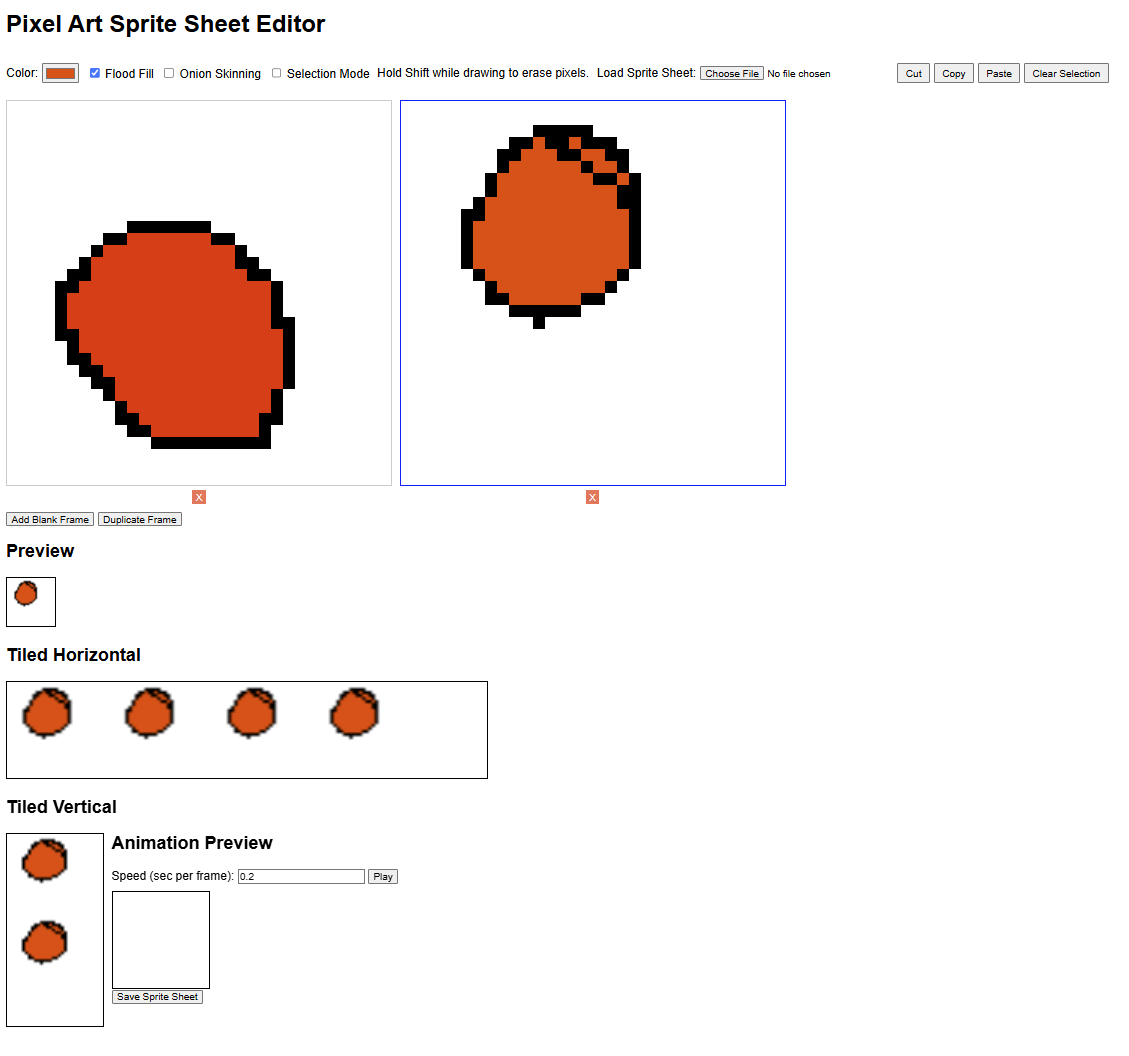 Pixel Art Sprite Sheet Editor
Color: Flood Fill Onion Skinning Selection Mode Hold Shift while drawing to erase pixels. Load Sprite Sheet: Choose File No file chosen Cut Copy Paste Clear Selection
X X
Add Blank Frame Duplicate Frame
Preview
Tiled Horizontal
Tiled Vertical
Animation Preview
Speed (sec per frame): 0.2 Play
Save Sprite Sheet